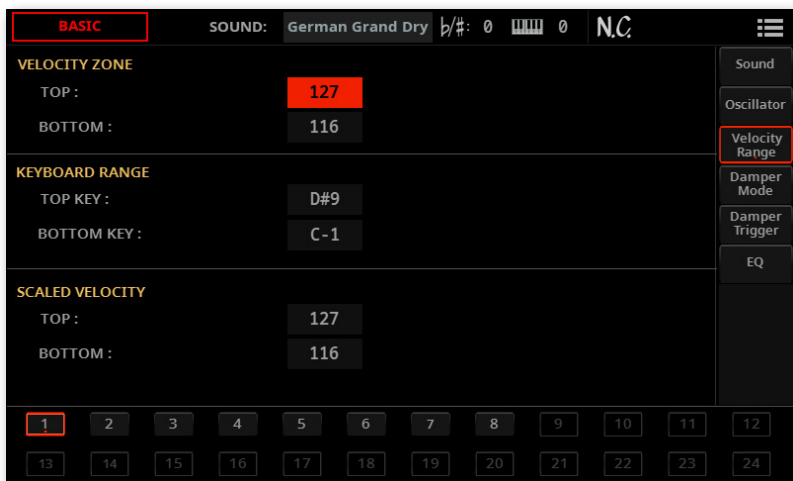 BASIC SOUND: German Grand Dry b/#: 0 0 N.C.
VELOCITY ZONE
TOP : 127
BOTTOM : 116
KEYBOARD RANGE
TOP KEY : D#9
BOTTOM KEY : C-1
SCALED VELOCITY
TOP : 127
BOTTOM : 116
Sound
Oscillator
Velocity
Range
Damper
Mode
Damper
Trigger
EQ
1 2 3 4 5 6 7 8 9 10 11 12
13 14 15 16 17 18 19 20 21 22 23 24